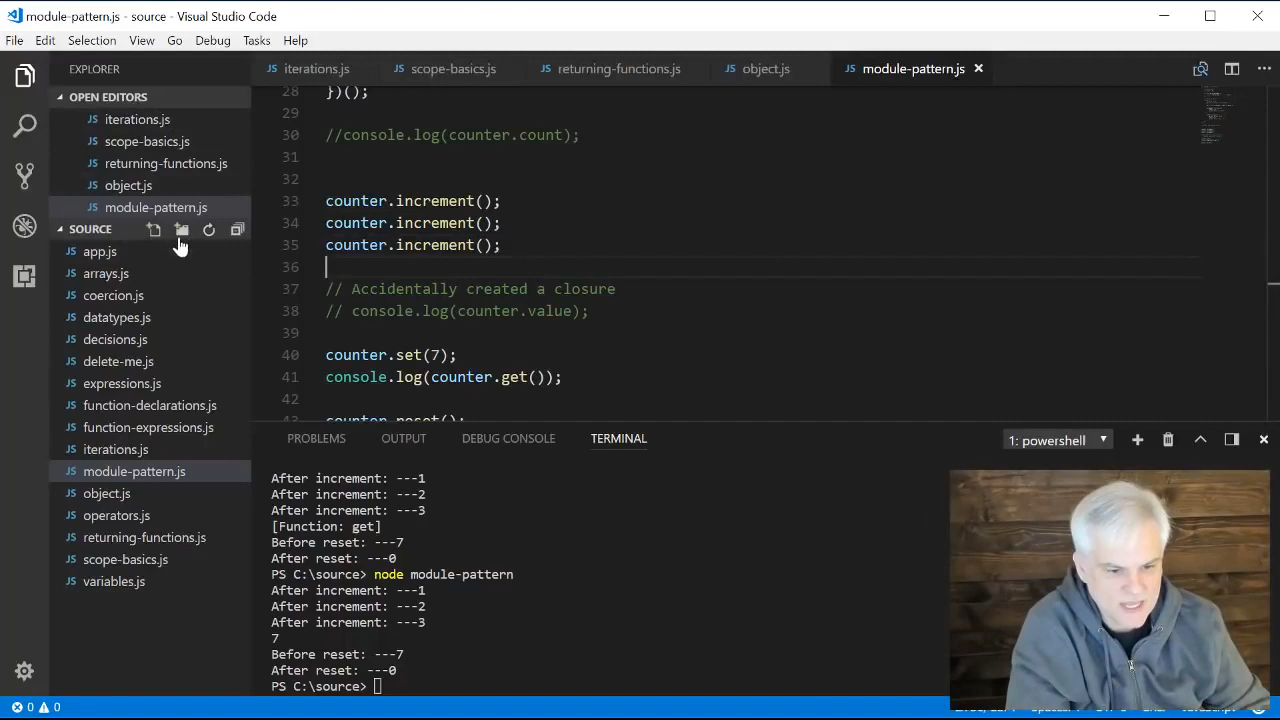 module-pattern.js - source - Visual Studio Code
File Edit Selection View Go Debug Tasks Help
EXPLORER
OPEN EDITORS
iterations.js
scope-basics.js
returning-functions.js
object.js
module-pattern.js
SOURCE
app.js
arrays.js
coercion.js
datatypes.js
decisions.js
delete-me.js
expressions.js
function-declarations.js
function-expressions.js
iterations.js
module-pattern.js
object.js
operators.js
returning-functions.js
scope-basics.js
variables.js
iterations.js scope-basics.js returning-functions.js object.js module-pattern.js
28 })();
29
30 //console.log(counter.count);
31
32
33 counter.increment();
34 counter.increment();
35 counter.increment();
36
37 // Accidentally created a closure
38 // console.log(counter.value);
39
40 counter.set(7);
41 console.log(counter.get());
42
43 counter.reset();
PROBLEMS OUTPUT DEBUG CONSOLE TERMINAL 1: powershell
After increment: ---1
After increment: ---2
After increment: ---3
[Function: get]
Before reset: ---7
After reset: ---0
PS C:\source> node module-pattern
After increment: ---1
After increment: ---2
After increment: ---3
7
Before reset: ---7
After reset: ---0
PS C:\source>
0 0